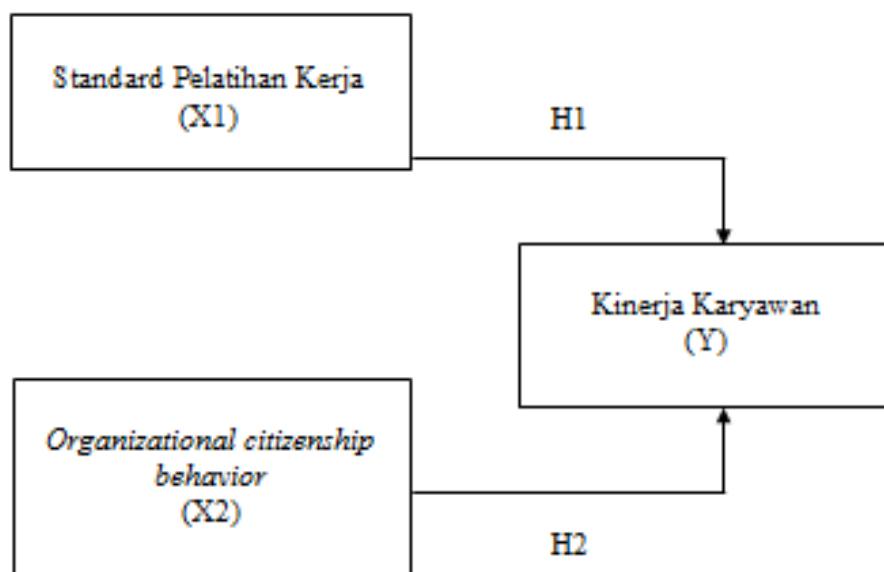 Standard Pelatihan Kerja
(X1)
H1
Kinerja Karyawan
(Y)
Organizational citizenship
behavior
(X2)
H2